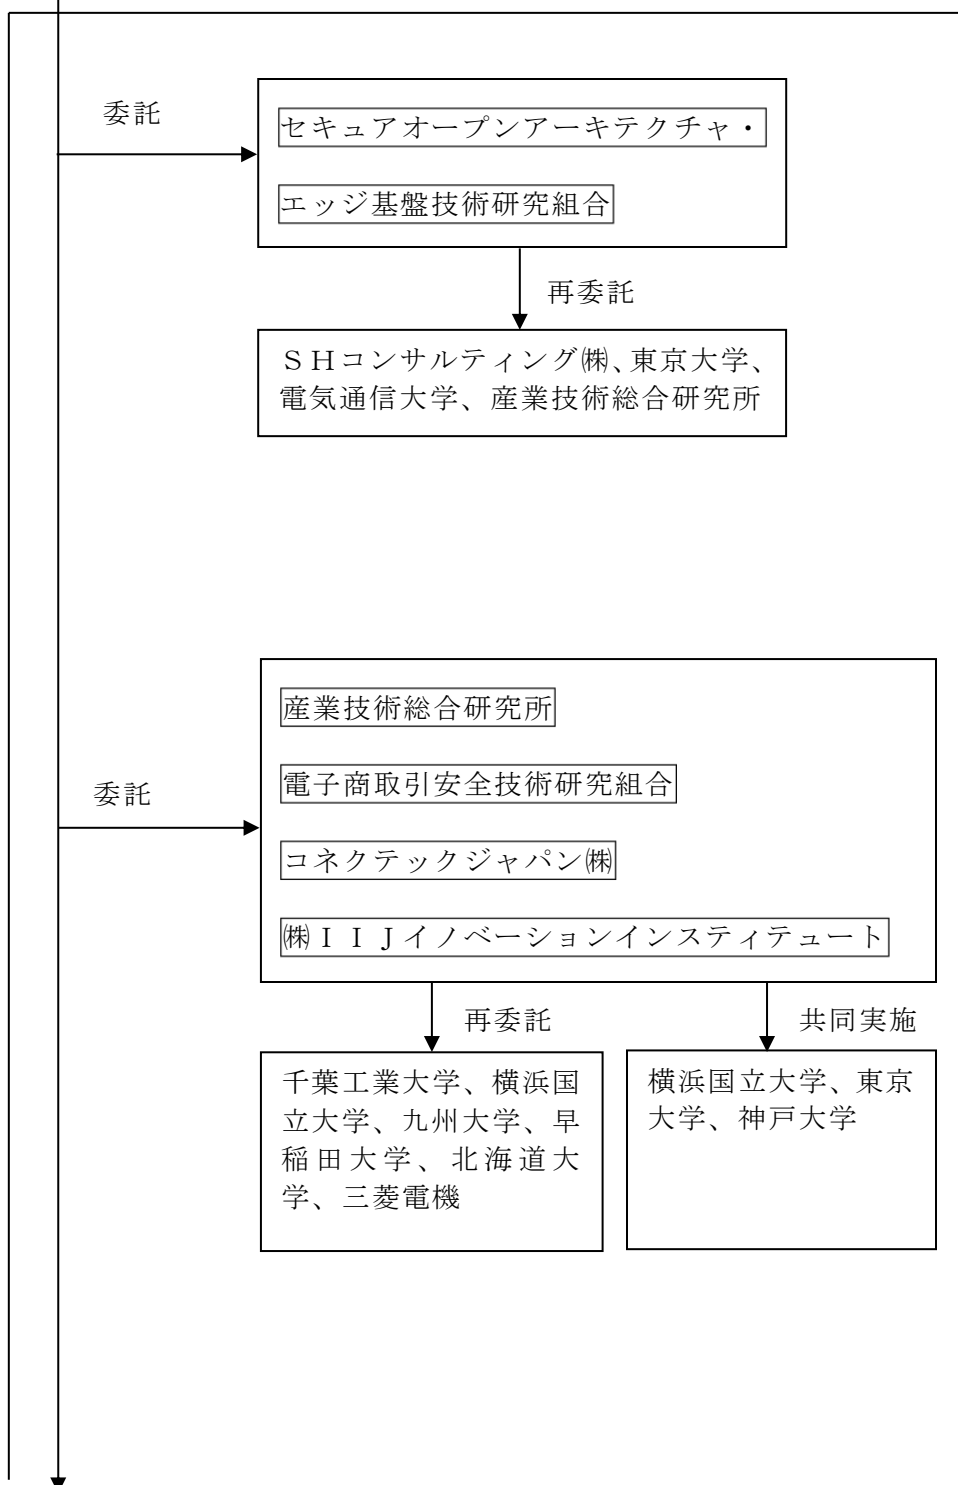 委託
セキュアオープンアーキテクチャ・
エッジ基盤技術研究組合
再委託
ＳＨコンサルティング㈱、東京大学、
電気通信大学、産業技術総合研究所
産業技術総合研究所
電子商取引安全技術研究組合
委託
コネクテックジャパン㈱
㈱ＩＩＪイノベーションインスティテュート
再委託
共同実施
千葉工業大学、横浜国
立大学、九州大学、早
稲田大学、北海道大
学、三菱電機
横浜国立大学、東京
大学、神戸大学